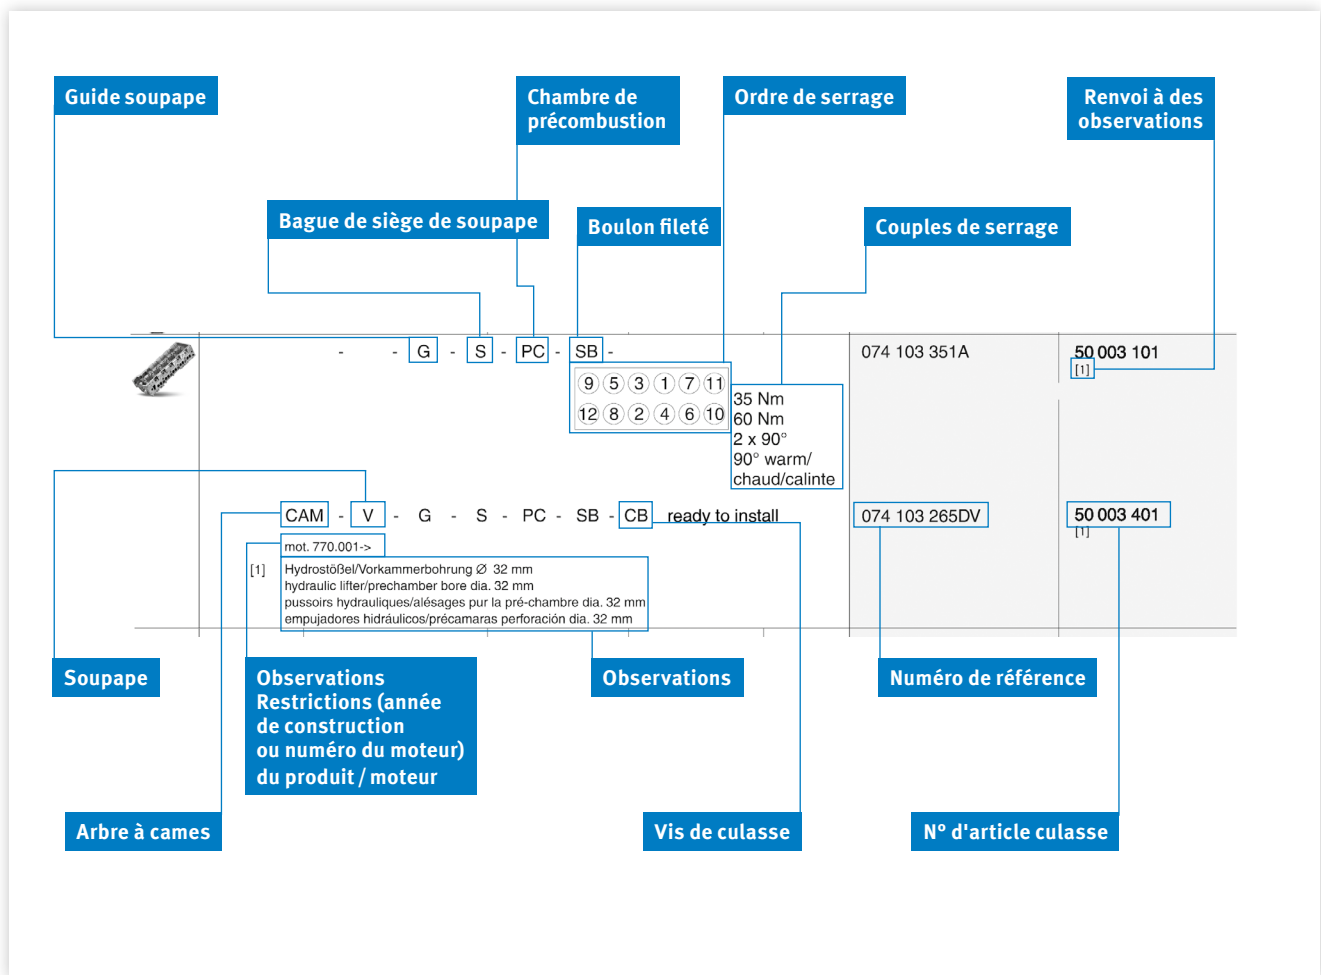 Guide soupape
Chambre de
précombustion
Ordre de serrage
Renvoi à des
observations
Bague de siège de soupape
Boulon fileté
Couples de serrage
- - G - S - PC - SB -
074 103 351A
50 003 101
[1]
9 5 3 1 7 11
12 8 2 4 6 10
35 Nm
60 Nm
2 x 90°
90° warm/
chaud/calinte
CAM - V - G - S - PC - SB - CB ready to install
074 103 265DV
50 003 401
[1]
mot. 770.001->
[1] Hydrostößel/Vorkammerbohrung Ø 32 mm
hydraulic lifter/prechamber bore dia. 32 mm
pussoirs hydrauliques/alésages pur la pré-chambre dia. 32 mm
empujadores hidráulicos/précamaras perforación dia. 32 mm
Soupape
Observations
Restrictions (année
de construction
ou numéro du moteur)
du produit / moteur
Observations
Numéro de référence
Arbre à cames
Vis de culasse
N° d'article culasse